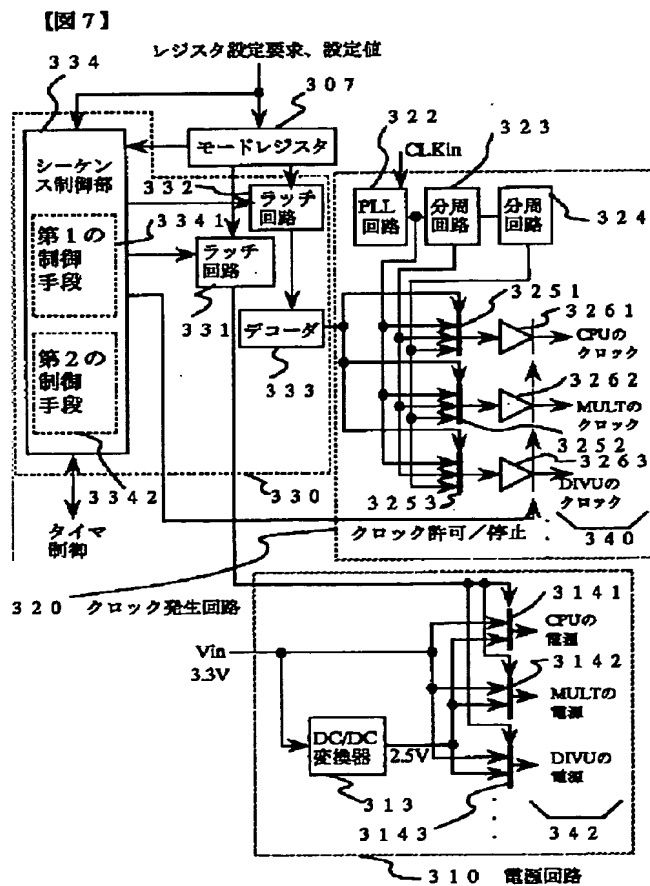 【図７】
３３４
レジスタ設定要求、設定値
３０７
モードレジスタ
シーケン
ス制御部
３３２
ラッチ
回路
第１の
制御
手段
３３４１
ラッチ
回路
３３１
デコーダ
３３３
第２の
制御
手段
３３４２
３３０
タイマ
制御
３２２
CLKin
３２３
PLL
回路
分周
回路
分周
回路
３２４
３２５１
３２６１
CPUの
クロック
３２６２
MULTの
クロック
３２５２
３２６３
３２５３
DIVUの
クロック
クロック許可／停止
３４０
３２０ クロック発生回路
３１４１
CPUの
電源
Vin
3.3V
３１４２
MULTの
電源
DC/DC
変換器
2.5V
DIVUの
電源
３１３
３１４３
３４２
３１０ 電源回路